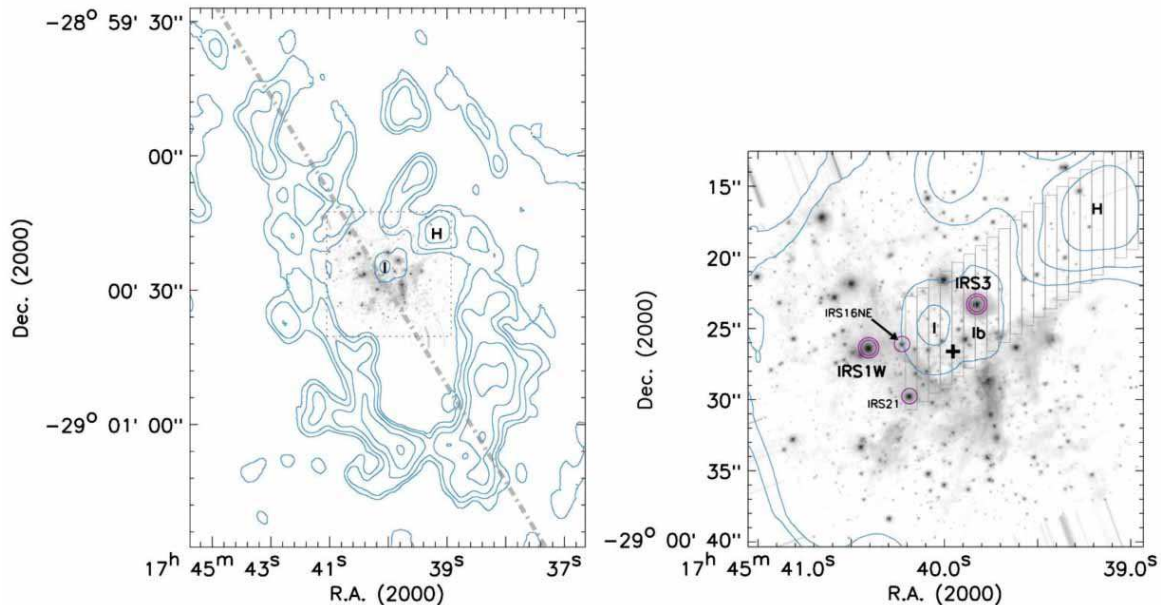 −28° 59' 30"
00' 00"
00' 30"
−29° 01' 00"
Dec. (2000)
H
I
17ʰ 45ᵐ 41ˢ 39ˢ 37ˢ
R.A. (2000)
15"
20"
25"
30"
35"
−29° 00' 40"
Dec. (2000)
H
IRS3
IRS16NE
I
Ib
IRS1W
IRS21
17ʰ 45ᵐ 41.0ˢ 40.0ˢ 39.0ˢ
R.A. (2000)